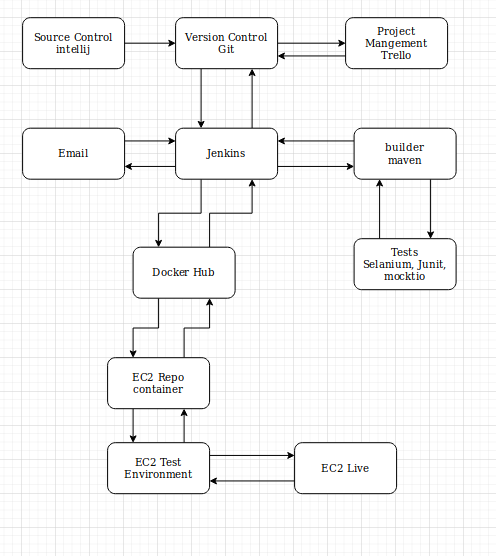 Source Control
intellij
Version Control
Git
Project
Mangement
Trello
Email
Jenkins
builder
maven
Tests
Selanium, Junit,
mocktio
Docker Hub
EC2 Repo
container
EC2 Test
Environment
EC2 Live